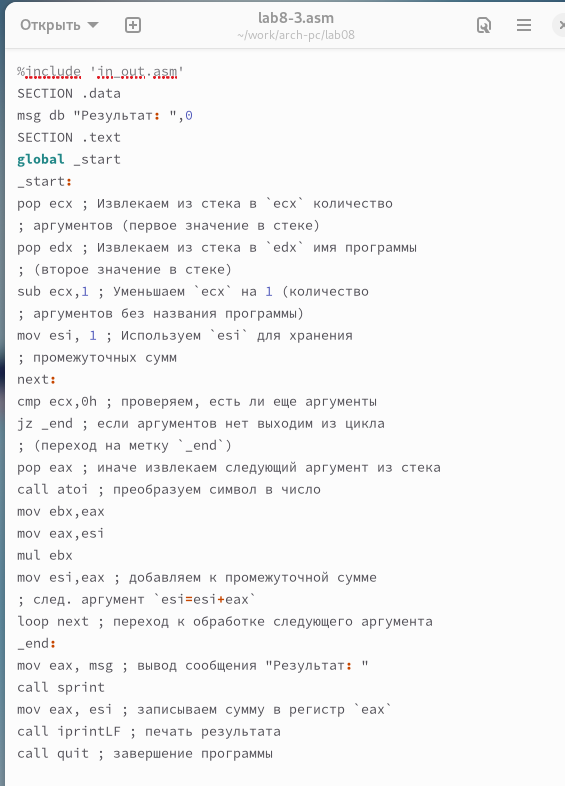 Открыть
lab8-3.asm
~/work/arch-pc/lab08
%include 'in_out.asm'
SECTION .data
msg db "Результат: ",0
SECTION .text
global _start
_start:
pop ecx ; Извлекаем из стека в `ecx` количество
; аргументов (первое значение в стеке)
pop edx ; Извлекаем из стека в `edx` имя программы
; (второе значение в стеке)
sub ecx,1 ; Уменьшаем `ecx` на 1 (количество
; аргументов без названия программы)
mov esi, 1 ; Используем `esi` для хранения
; промежуточных сумм
next:
cmp ecx,0h ; проверяем, есть ли еще аргументы
jz _end ; если аргументов нет выходим из цикла
; (переход на метку `_end`)
pop eax ; иначе извлекаем следующий аргумент из стека
call atoi ; преобразуем символ в число
mov ebx,eax
mov eax,esi
mul ebx
mov esi,eax ; добавляем к промежуточной сумме
; след. аргумент `esi=esi+eax`
loop next ; переход к обработке следующего аргумента
_end:
mov eax, msg ; вывод сообщения "Результат: "
call sprint
mov eax, esi ; записываем сумму в регистр `eax`
call iprintLF ; печать результата
call quit ; завершение программы